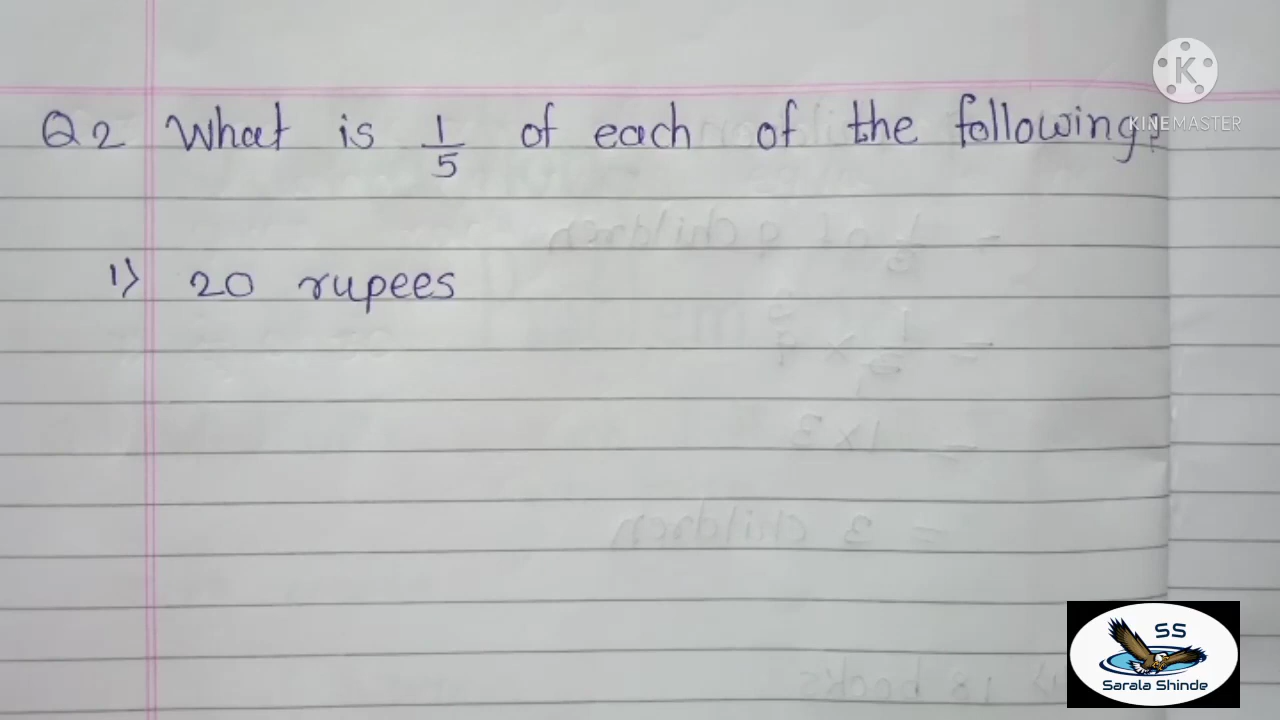 Q2 What is 1/5 of each of the following?
1) 20 rupees
KINEMASTER
SS
Sarala Shinde